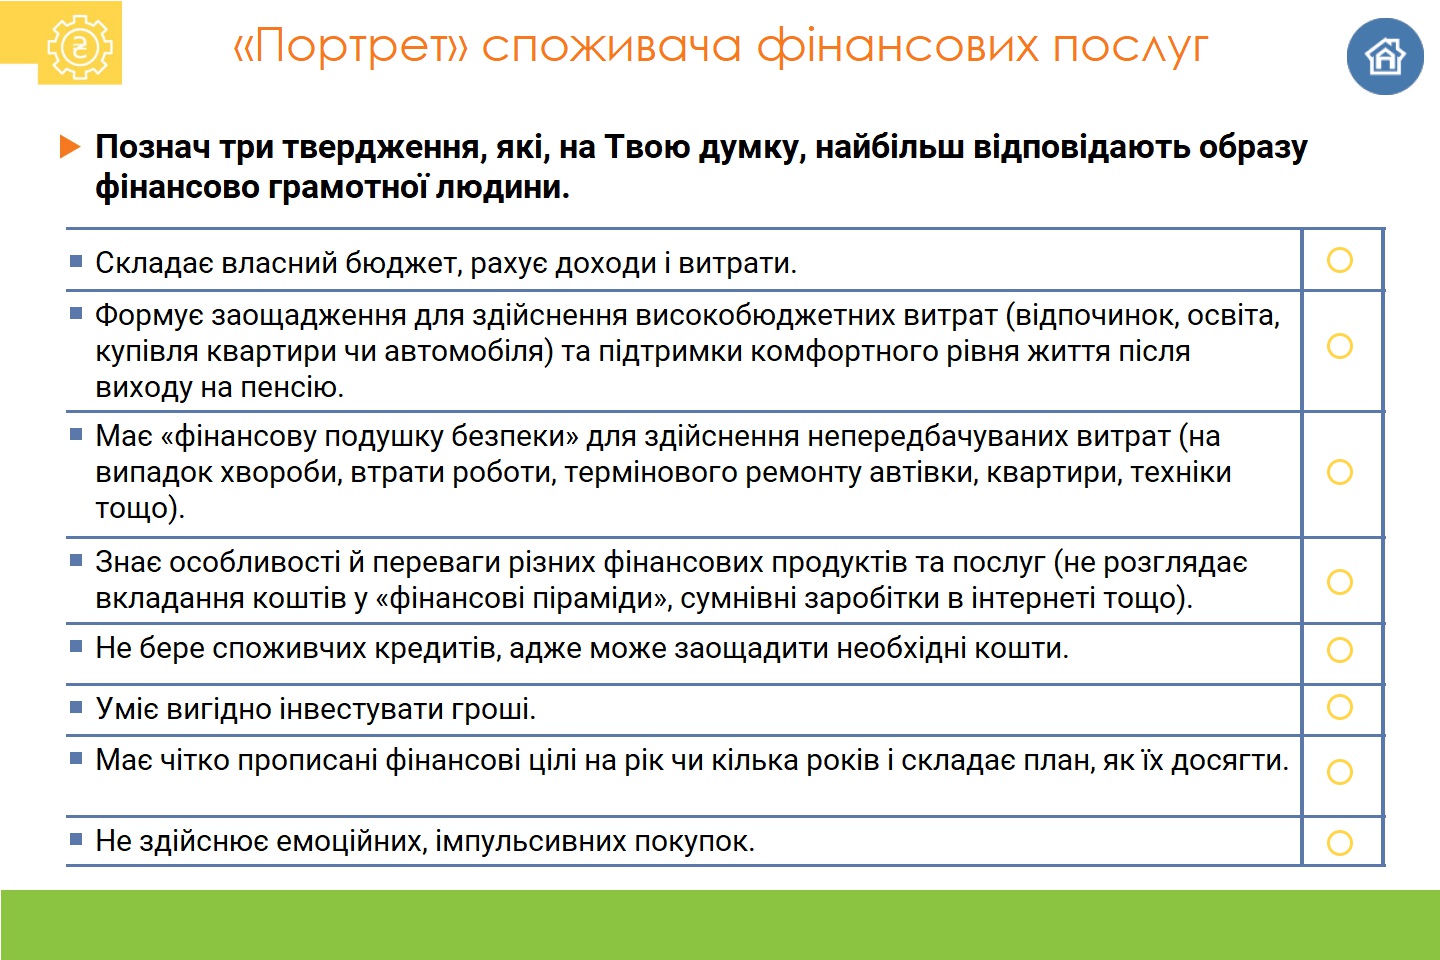 «Портрет» споживача фінансових послуг
Познач три твердження, які, на Твою думку, найбільш відповідають образу
фінансово грамотної людини.
Складає власний бюджет, рахує доходи і витрати.
Формує заощадження для здійснення високобюджетних витрат (відпочинок, освіта,
купівля квартири чи автомобіля) та підтримки комфортного рівня життя після
виходу на пенсію.
Має «фінансову подушку безпеки» для здійснення непередбачуваних витрат (на
випадок хвороби, втрати роботи, термінового ремонту автівки, квартири, техніки
тощо).
Знає особливості й переваги різних фінансових продуктів та послуг (не розглядає
вкладання коштів у «фінансові піраміди», сумнівні заробітки в інтернеті тощо).
Не бере споживчих кредитів, адже може заощадити необхідні кошти.
Уміє вигідно інвестувати гроші.
Має чітко прописані фінансові цілі на рік чи кілька років і складає план, як їх досягти.
Не здійснює емоційних, імпульсивних покупок.